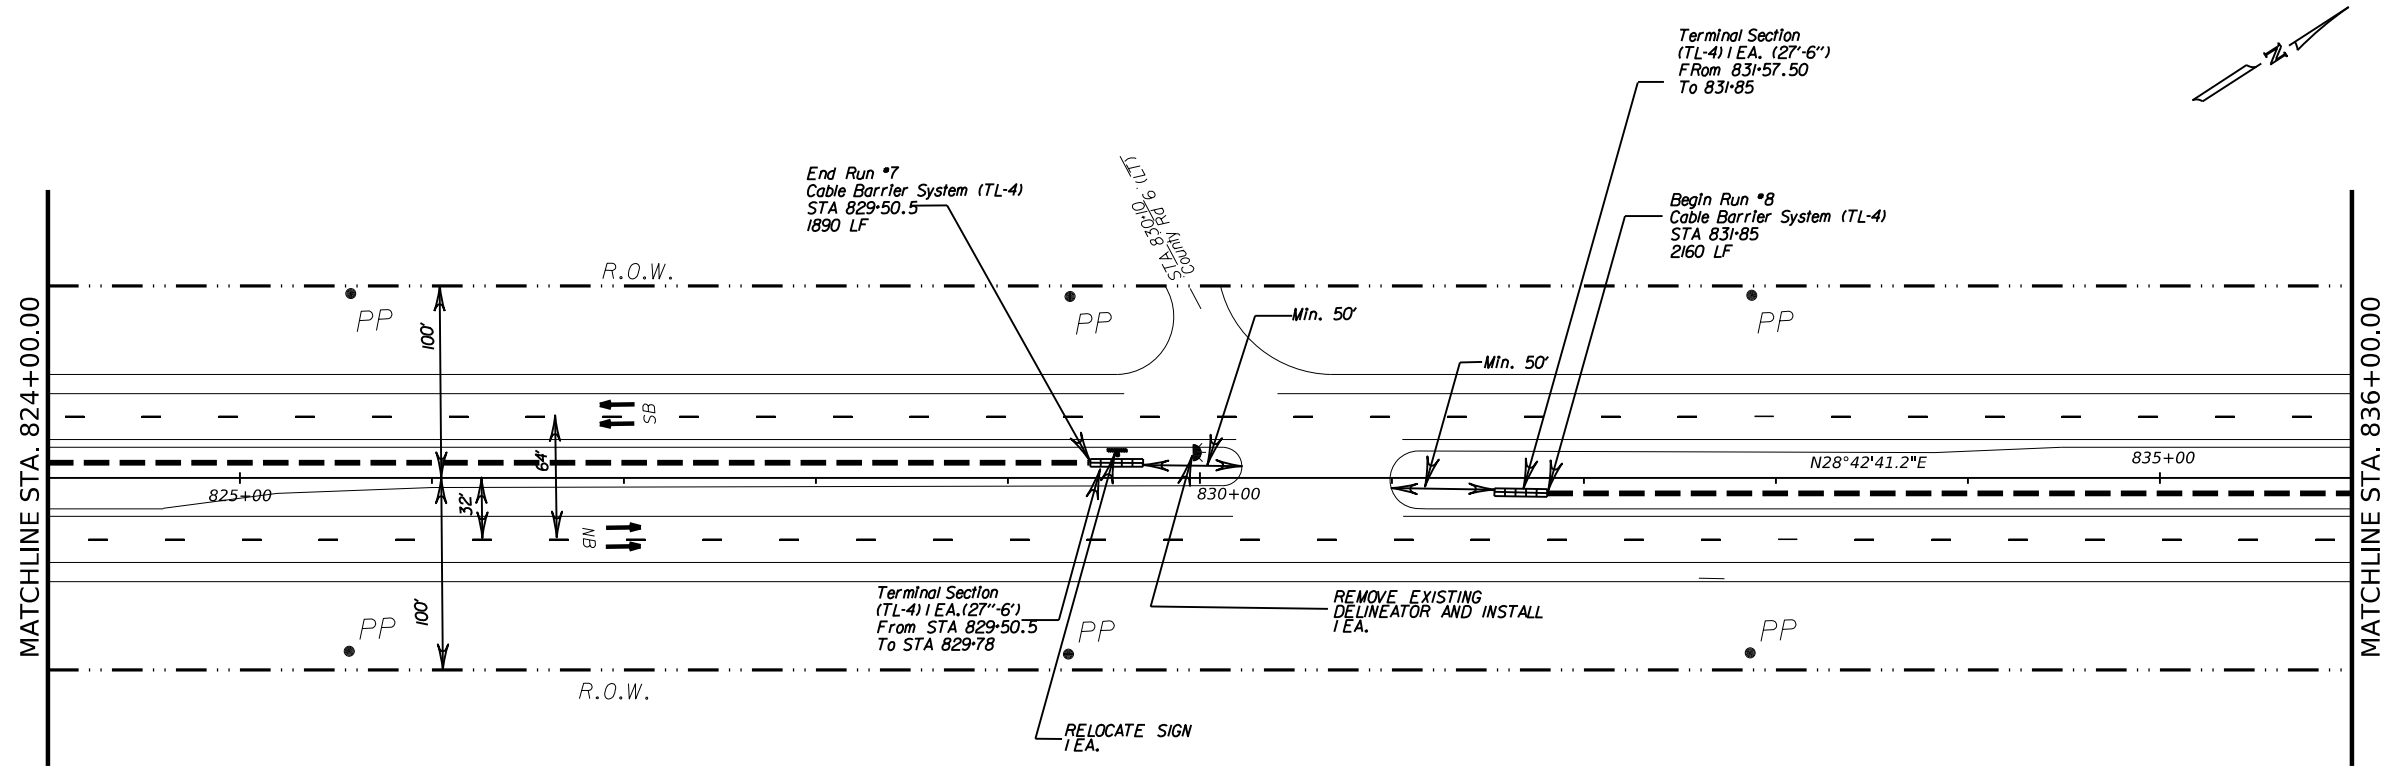 Terminal Section
(TL-4) 1 EA. (27'-6'')
FRom 831+57.50
To 831+85
N
End Run #7
Cable Barrier System (TL-4)
STA 829+50.5
1890 LF
STA. 830+10
County Rd 6 (LT)
Begin Run #8
Cable Barrier System (TL-4)
STA 831+85
2160 LF
R.O.W.
PP
PP
PP
100'
Min. 50'
Min. 50'
MATCHLINE STA. 824+00.00
MATCHLINE STA. 836+00.00
SB
64'
825+00
32'
830+00
N28°42'41.2"E
835+00
NB
Terminal Section
(TL-4) 1 EA.(27''-6')
From STA 829+50.5
To STA 829+78
REMOVE EXISTING
DELINEATOR AND INSTALL
1 EA.
100'
PP
PP
PP
R.O.W.
RELOCATE SIGN
1 EA.